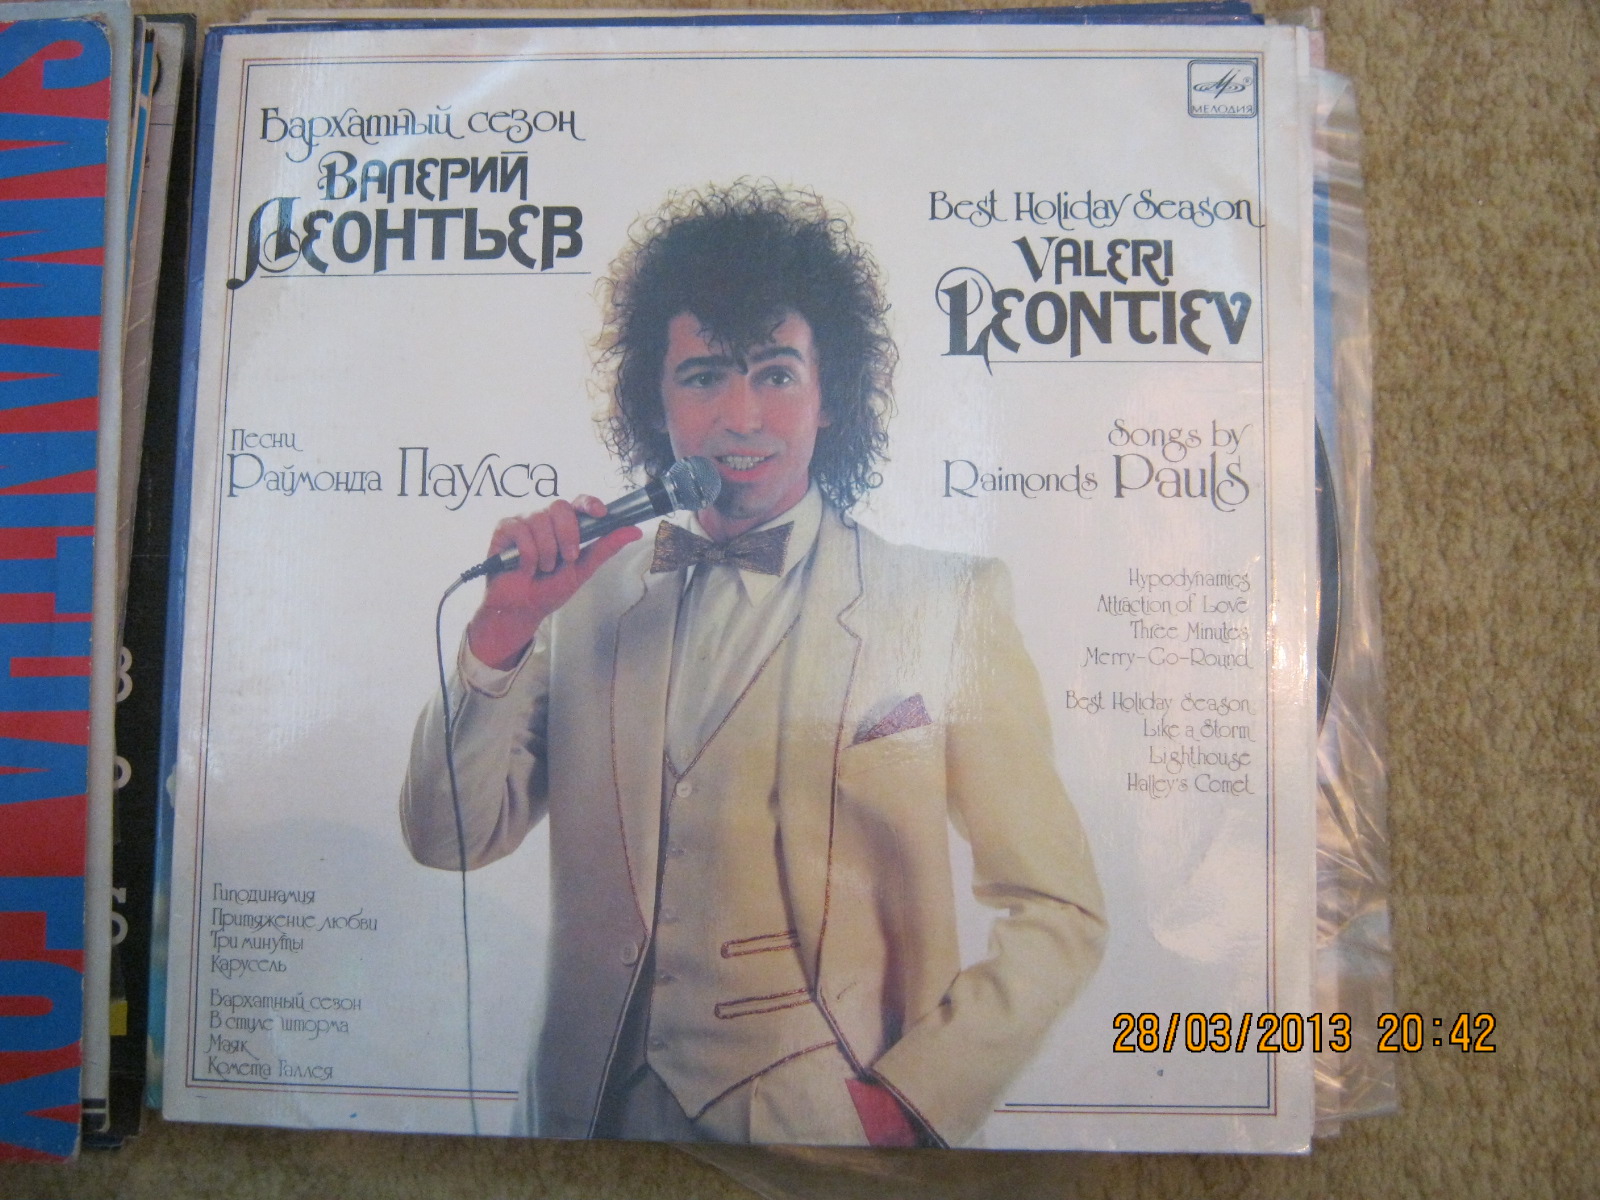 Бархатный сезон
Валерий
Леонтьев
МЕЛОДИЯ
Best Holiday Season
Valeri
Leontiev
Песни
Раймонда Паулса
Songs by
Raimonds Pauls
Hypodynamics
Attraction of Love
Three Minutes
Merry-Go-Round
Best Holiday Season
Like a Storm
Lighthouse
Halley's Comet
Гиподинамия
Притяжение любви
Три минуты
Карусель
Бархатный сезон
В стиле шторма
Маяк
Комета Галлея
28/03/2013 20:42